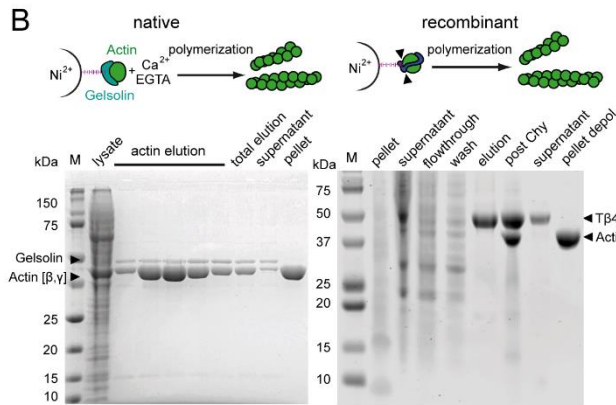 B
native
recombinant
Actin
Ni²⁺
+
Ca²⁺
EGTA
polymerization
Gelsolin
Ni²⁺
polymerization
kDa
M
lysate
actin elution
total elution
supernatant
pellet
150
75
Gelsolin
Actin [β,γ]
25
20
15
10
kDa
M
pellet
supernatant
flowthrough
wash
elution
post Chy
supernatant
pellet depol
75
50
37
25
20
15
10
Tβ4
Acti